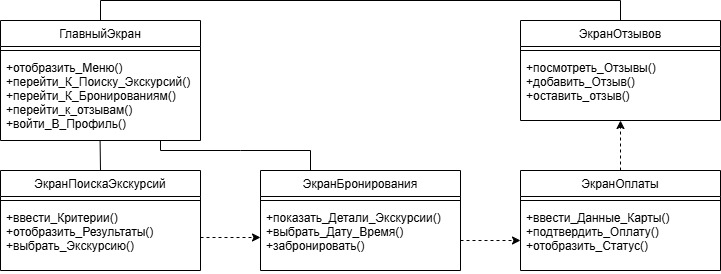 ГлавныйЭкран
+отобразить_Меню()
+перейти_К_Поиску_Экскурсий()
+перейти_К_Бронированиям()
+перейти_к_отзывам()
+войти_В_Профиль()
ЭкранОтзывов
+посмотреть_Отзывы()
+добавить_Отзыв()
+оставить_отзыв()
ЭкранПоискаЭкскурсий
+ввести_Критерии()
+отобразить_Результаты()
+выбрать_Экскурсию()
ЭкранБронирования
+показать_Детали_Экскурсии()
+выбрать_Дату_Время()
+забронировать()
ЭкранОплаты
+ввести_Данные_Карты()
+подтвердить_Оплату()
+отобразить_Статус()